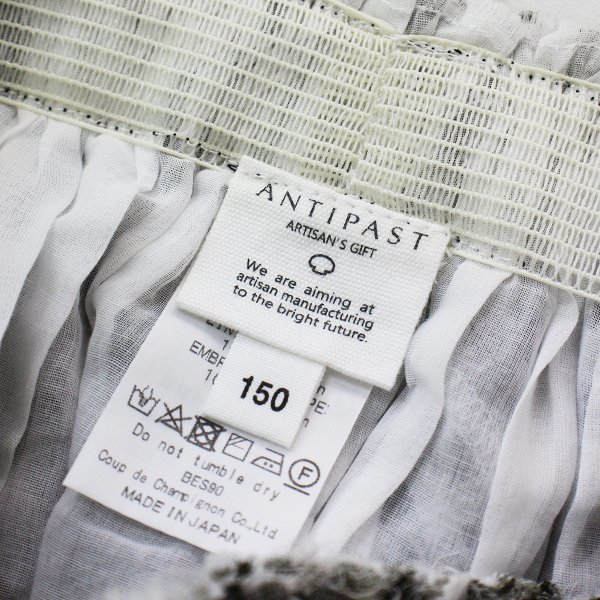 ANTIPAST
ARTISAN'S GIFT
We are aiming at
artisan manufacturing
to the bright future.
150
Do not tumble dry
BES90
Coup de Champignon Co.,Ltd.
MADE IN JAPAN
F